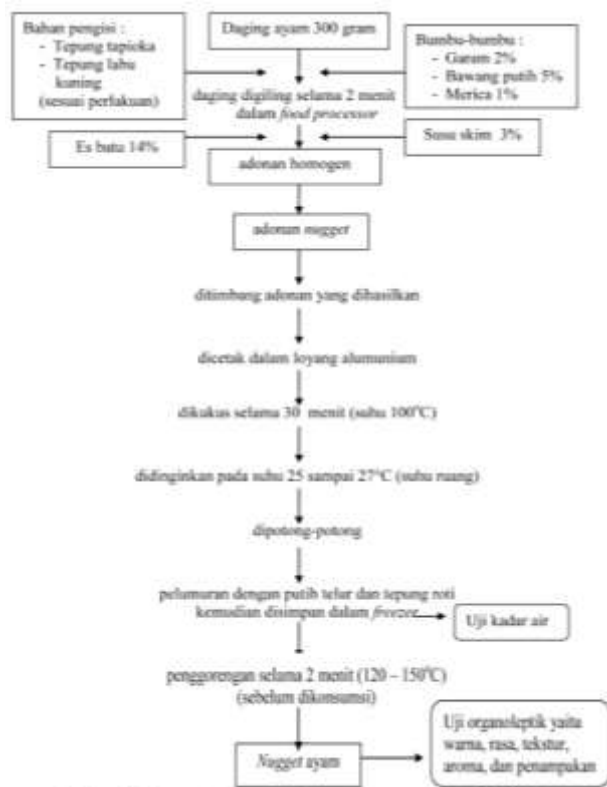 Bahan pengisi :
- Tepung tapioka
- Tepung labu
kuning
(sesuai perlakuan)
Daging ayam 300 gram
Bumbu-bumbu :
- Garam 2%
- Bawang putih 5%
- Merica 1%
daging digiling selama 2 menit
dalam food processor
Es batu 14%
Susu skim 3%
adonan homogen
adonan nugget
ditimbang adonan yang dihasilkan
dicetak dalam loyang alumunium
dikukus selama 30 menit (suhu 100°C)
didinginkan pada suhu 25 sampai 27°C (suhu ruang)
dipotong-potong
pelumuran dengan putih telur dan tepung roti
kemudian disimpan dalam freezer
Uji kadar air
penggorengan selama 2 menit (120 – 150°C)
(sebelum dikonsumsi)
Nugget ayam
Uji organoleptik yaitu
warna, rasa, tekstur,
aroma, dan penampakan